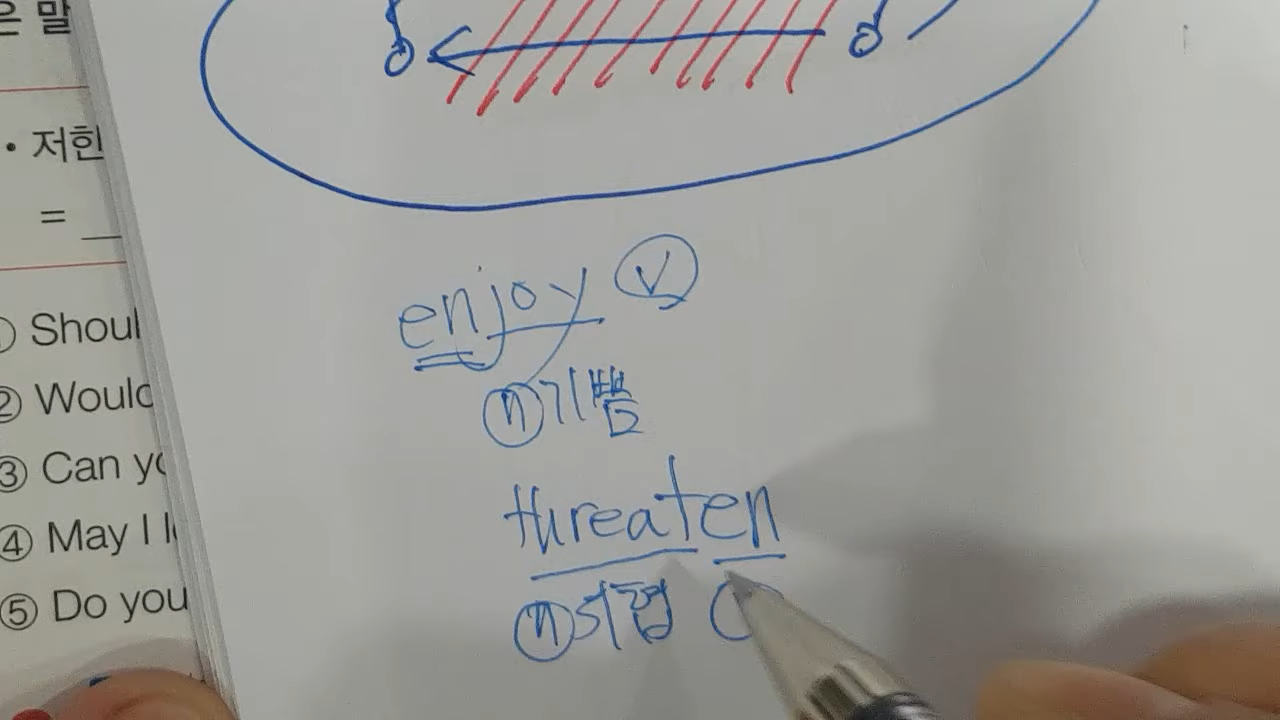 은 말
• 저힌
=
① Shoul
② Would
③ Can yo
④ May I l
⑤ Do you
enjoy ⓥ
ⓝ 기쁨
threaten
ⓝ 위협